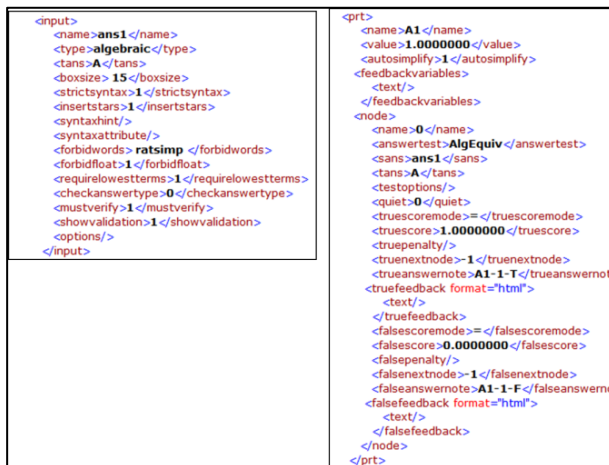 <input>
<name>ans1</name>
<type>algebraic</type>
<tans>A</tans>
<boxsize> 15</boxsize>
<strictsyntax>1</strictsyntax>
<insertstars>1</insertstars>
<syntaxhint/>
<syntaxattribute/>
<forbidwords> ratsimp </forbidwords>
<forbidfloat>1</forbidfloat>
<requirelowestterms>1</requirelowestterms>
<checkanswertype>0</checkanswertype>
<mustverify>1</mustverify>
<showvalidation>1</showvalidation>
<options/>
</input>
<prt>
<name>A1</name>
<value>1.0000000</value>
<autosimplify>1</autosimplify>
<feedbackvariables>
<text/>
</feedbackvariables>
<node>
<name>0</name>
<answertest>AlgEquiv</answertest>
<sans>ans1</sans>
<tans>A</tans>
<testoptions/>
<quiet>0</quiet>
<truescoremode>=</truescoremode>
<truescore>1.0000000</truescore>
<truepenalty/>
<truenextnode>-1</truenextnode>
<trueanswernote>A1-1-T</trueanswernot
<truefeedback format="html">
<text/>
</truefeedback>
<falsescoremode>=</falsescoremode>
<falsescore>0.0000000</falsescore>
<falsepenalty/>
<falsenextnode>-1</falsenextnode>
<falseanswernote>A1-1-F</falseanswerno
<falsefeedback format="html">
<text/>
</falsefeedback>
</node>
</prt>